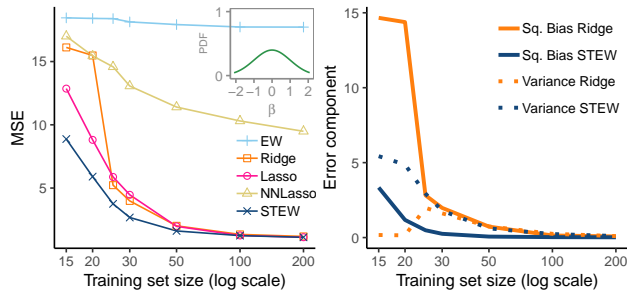 MSE
15
10
5
15
20
30
50
100
200
Training set size (log scale)
PDF
1
0
−2
−1
0
1
2
β
EW
Ridge
Lasso
NNLasso
STEW
Error component
15
10
5
0
15
20
30
50
100
200
Training set size (log scale)
Sq. Bias Ridge
Sq. Bias STEW
Variance Ridge
Variance STEW